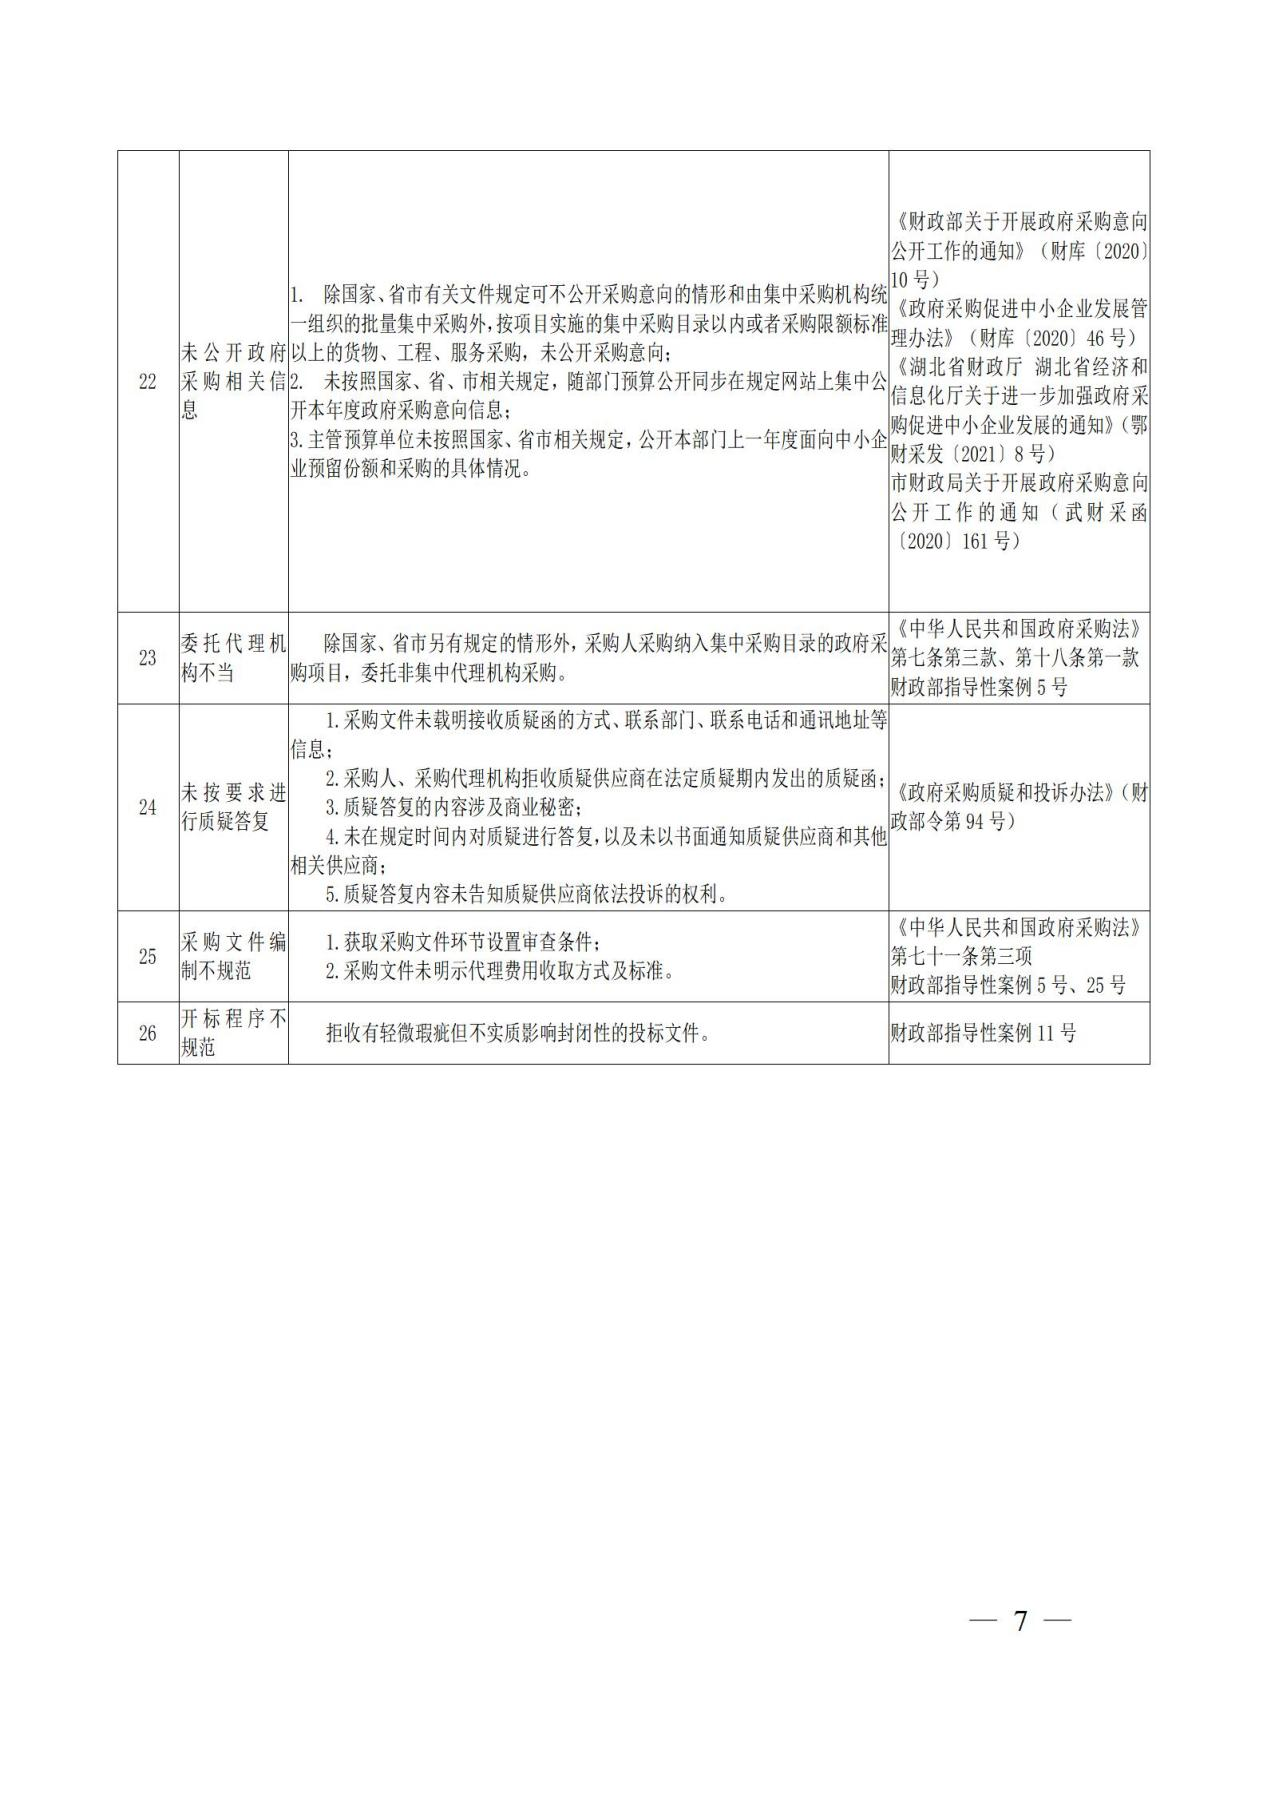 22
未公开政府
采购相关信
息
1. 除国家、省市有关文件规定可不公开采购意向的情形和由集中采购机构统
一组织的批量集中采购外，按项目实施的集中采购目录以内或者采购限额标准
以上的货物、工程、服务采购，未公开采购意向；
2. 未按照国家、省、市相关规定，随部门预算公开同步在规定网站上集中公
开本年度政府采购意向信息；
3.主管预算单位未按照国家、省市相关规定，公开本部门上一年度面向中小企
业预留份额和采购的具体情况。
《财政部关于开展政府采购意向
公开工作的通知》（财库〔2020〕
10 号）
《政府采购促进中小企业发展管
理办法》（财库〔2020〕46 号）
《湖北省财政厅 湖北省经济和
信息化厅关于进一步加强政府采
购促进中小企业发展的通知》（鄂
财采发〔2021〕8 号）
市财政局关于开展政府采购意向
公开工作的通知（武财采函
〔2020〕161 号）
23
委托代理机
构不当
除国家、省市另有规定的情形外，采购人采购纳入集中采购目录的政府采
购项目，委托非集中代理机构采购。
《中华人民共和国政府采购法》
第七条第三款、第十八条第一款
财政部指导性案例 5 号
24
未按要求进
行质疑答复
1.采购文件未载明接收质疑函的方式、联系部门、联系电话和通讯地址等
信息；
2.采购人、采购代理机构拒收质疑供应商在法定质疑期内发出的质疑函；
3.质疑答复的内容涉及商业秘密；
4.未在规定时间内对质疑进行答复，以及未以书面通知质疑供应商和其他
相关供应商；
5.质疑答复内容未告知质疑供应商依法投诉的权利。
《政府采购质疑和投诉办法》（财
政部令第 94 号）
25
采购文件编
制不规范
1.获取采购文件环节设置审查条件；
2.采购文件未明示代理费用收取方式及标准。
《中华人民共和国政府采购法》
第七十一条第三项
财政部指导性案例 5 号、25 号
26
开标程序不
规范
拒收有轻微瑕疵但不实质影响封闭性的投标文件。
财政部指导性案例 11 号
— 7 —